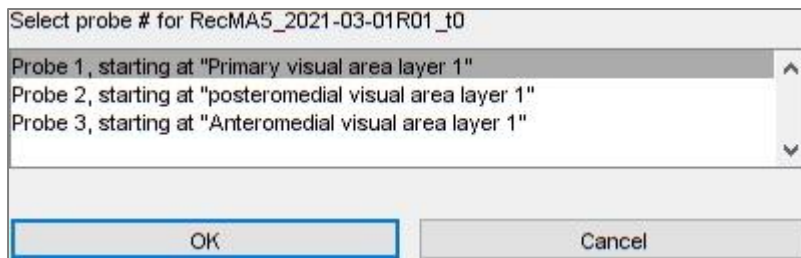 Select probe # for RecMA5_2021-03-01R01_t0
Probe 1, starting at "Primary visual area layer 1"
Probe 2, starting at "posteromedial visual area layer 1"
Probe 3, starting at "Anteromedial visual area layer 1"
OK
Cancel